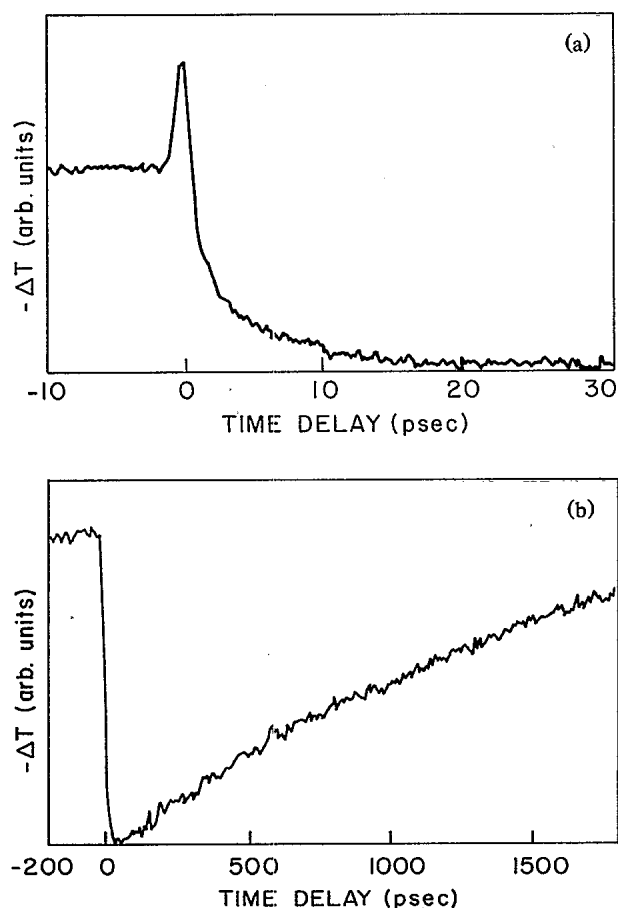 (a)
-ΔT (arb. units)
-10 0 10 20 30
TIME DELAY (psec)
(b)
-ΔT (arb. units)
-200 0 500 1000 1500
TIME DELAY (psec)